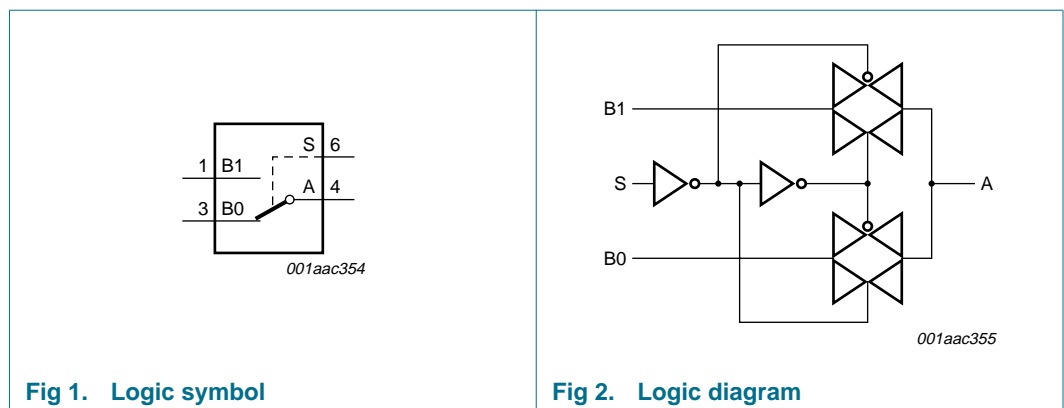 S 6
1 B1
A 4
3 B0
001aac354
Fig 1. Logic symbol
B1
S
A
B0
001aac355
Fig 2. Logic diagram